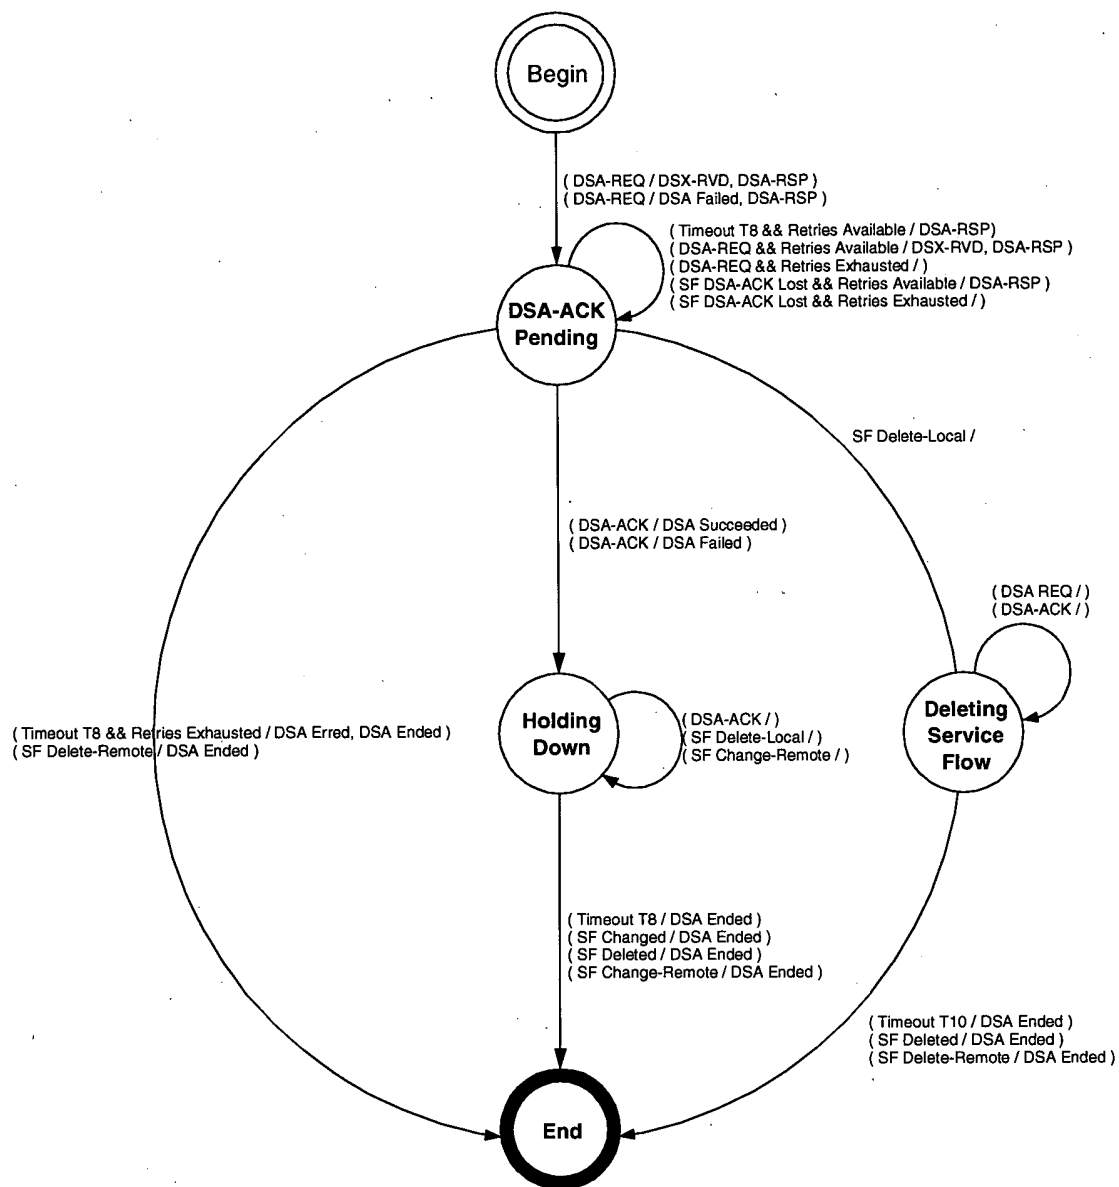 Begin
( DSA-REQ / DSX-RVD, DSA-RSP )
( DSA-REQ / DSA Failed, DSA-RSP )
( Timeout T8 && Retries Available / DSA-RSP)
( DSA-REQ && Retries Available / DSX-RVD, DSA-RSP )
( DSA-REQ && Retries Exhausted / )
( SF DSA-ACK Lost && Retries Available / DSA-RSP )
( SF DSA-ACK Lost && Retries Exhausted / )
DSA-ACK
Pending
SF Delete-Local /
( DSA-ACK / DSA Succeeded )
( DSA-ACK / DSA Failed )
( DSA REQ / )
( DSA-ACK / )
( Timeout T8 && Retries Exhausted / DSA Erred, DSA Ended )
( SF Delete-Remote / DSA Ended )
Holding
Down
( DSA-ACK / )
( SF Delete-Local / )
( SF Change-Remote / )
Deleting
Service
Flow
( Timeout T8 / DSA Ended )
( SF Changed / DSA Ended )
( SF Deleted / DSA Ended )
( SF Change-Remote / DSA Ended )
( Timeout T10 / DSA Ended )
( SF Deleted / DSA Ended )
( SF Delete-Remote / DSA Ended )
End